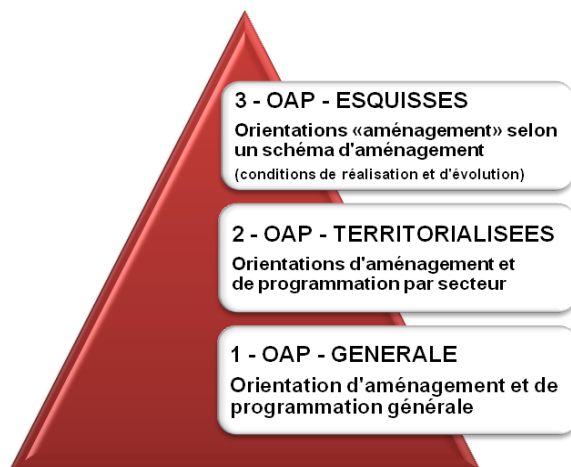 3 - OAP - ESQUISSES
Orientations «aménagement» selon
un schéma d'aménagement
(conditions de réalisation et d'évolution)
2 - OAP - TERRITORIALISEES
Orientations d'aménagement et
de programmation par secteur
1 - OAP - GENERALE
Orientation d'aménagement et de
programmation générale